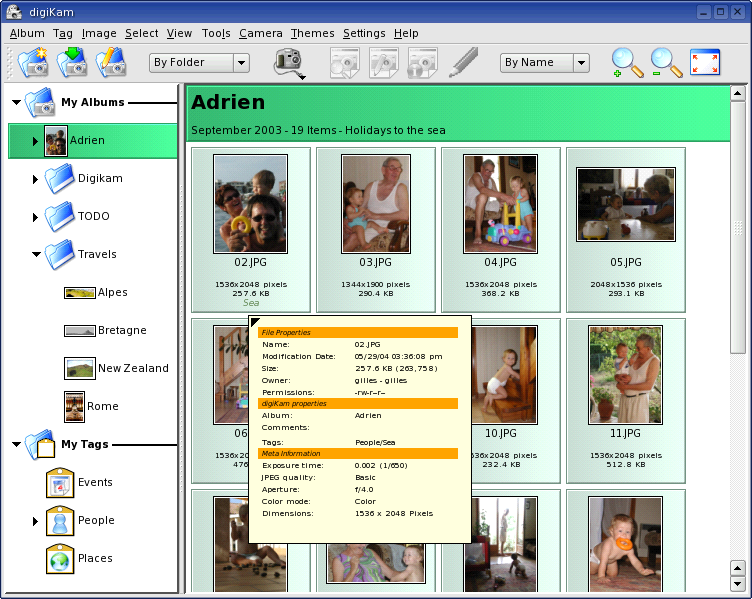 digiKam
Album Tag Image Select View Tools Camera Themes Settings Help
By Folder
By Name
My Albums
Adrien
Digikam
TODO
Travels
Alpes
Bretagne
New Zealand
Rome
My Tags
Events
People
Places
Adrien
September 2003 - 19 Items - Holidays to the sea
02.JPG
1536x2048 pixels
257.6 KB
Sea
03.JPG
1344x1900 pixels
290.4 KB
04.JPG
1536x2048 pixels
368.2 KB
05.JPG
2048x1536 pixels
293.1 KB
06
1536x20
476
10.JPG
2048 pixels
232.4 KB
11.JPG
1536x2048 pixels
512.8 KB
File Properties
Name: 02.JPG
Modification Date: 05/29/04 03:36:08 pm
Size: 257.6 KB (263,758)
Owner: gilles - gilles
Permissions: -rw-r--r--
digiKam properties
Album: Adrien
Comments:
Tags: People/Sea
Meta Information
Exposure time: 0.002 (1/650)
JPEG quality: Basic
Aperture: f/4.0
Color mode: Color
Dimensions: 1536 x 2048 Pixels